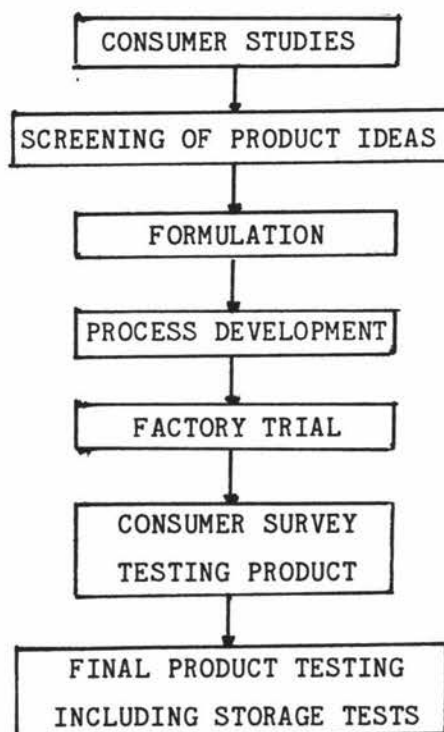 CONSUMER STUDIES
SCREENING OF PRODUCT IDEAS
FORMULATION
PROCESS DEVELOPMENT
FACTORY TRIAL
CONSUMER SURVEY
TESTING PRODUCT
FINAL PRODUCT TESTING
INCLUDING STORAGE TESTS